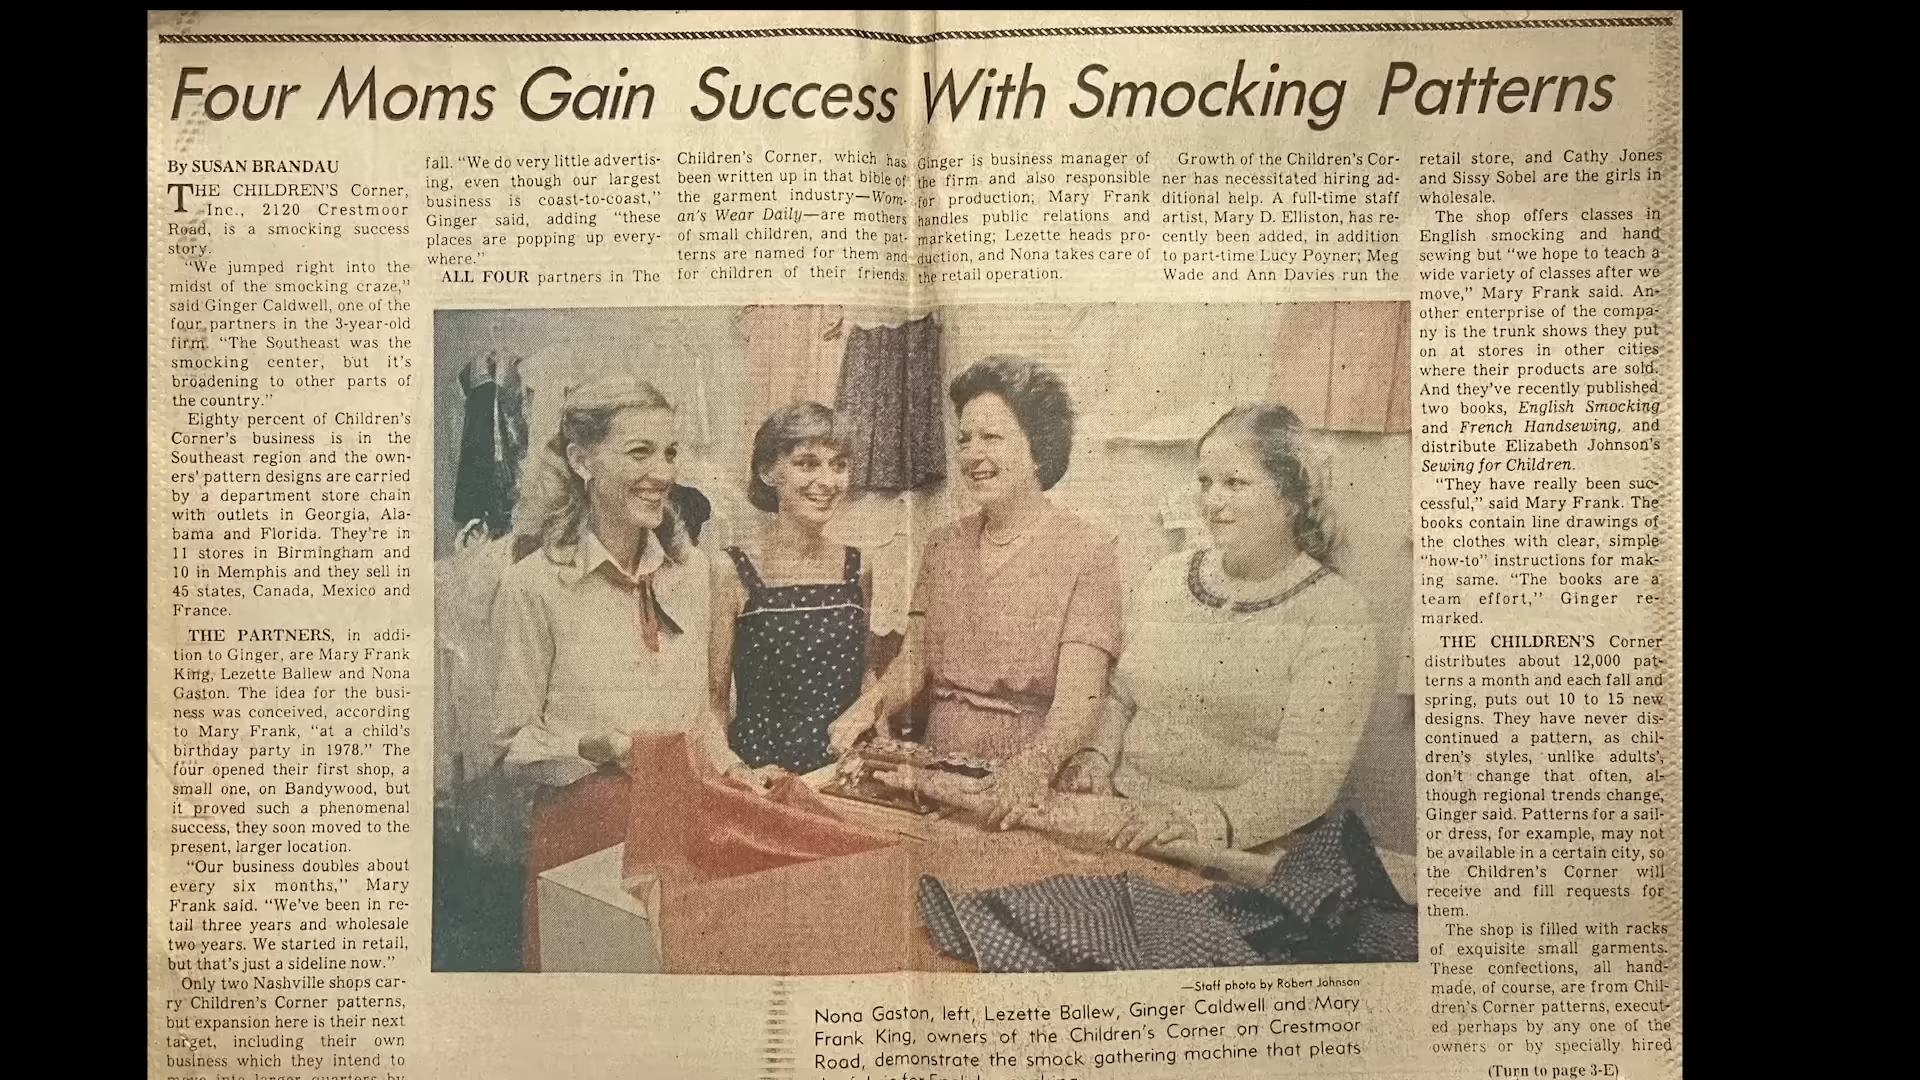 Four Moms Gain Success With Smocking Patterns
By SUSAN BRANDAU
THE CHILDREN'S Corner,
Inc., 2120 Crestmoor
Road, is a smocking success
story.
"We jumped right into the
midst of the smocking craze,"
said Ginger Caldwell, one of the
four partners in the 3-year-old
firm. "The Southeast was the
smocking center, but it's
broadening to other parts of
the country."
Eighty percent of Children's
Corner's business is in the
Southeast region and the own-
ers' pattern designs are carried
by a department store chain
with outlets in Georgia, Ala-
bama and Florida. They're in
11 stores in Birmingham and
10 in Memphis and they sell in
45 states, Canada, Mexico and
France.
THE PARTNERS, in addi-
tion to Ginger, are Mary Frank
King, Lezette Ballew and Nona
Gaston. The idea for the busi-
ness was conceived, according
to Mary Frank, "at a child's
birthday party in 1978." The
four opened their first shop, a
small one, on Bandywood, but
it proved such a phenomenal
success, they soon moved to the
present, larger location.
"Our business doubles about
every six months," Mary
Frank said. "We've been in re-
tail three years and wholesale
two years. We started in retail,
but that's just a sideline now."
Only two Nashville shops car-
ry Children's Corner patterns,
but expansion here is their next
target, including their own
business which they intend to
move into larger quarters by
fall. "We do very little advertis-
ing, even though our largest
business is coast-to-coast,"
Ginger said, adding "these
places are popping up every-
where."
ALL FOUR partners in The
Children's Corner, which has
been written up in that bible of
the garment industry—Wom-
an's Wear Daily—are mothers
of small children, and the pat-
terns are named for them and
for children of their friends.
Ginger is business manager of
the firm and also responsible
for production; Mary Frank
handles public relations and
marketing; Lezette heads pro-
duction, and Nona takes care of
the retail operation.
Growth of the Children's Cor-
ner has necessitated hiring ad-
ditional help. A full-time staff
artist, Mary D. Elliston, has re-
cently been added, in addition
to part-time Lucy Poyner; Meg
Wade and Ann Davies run the
retail store, and Cathy Jones
and Sissy Sobel are the girls in
wholesale.
The shop offers classes in
English smocking and hand
sewing but "we hope to teach a
wide variety of classes after we
move," Mary Frank said. An-
other enterprise of the compa-
ny is the trunk shows they put
on at stores in other cities
where their products are sold.
And they've recently published
two books, English Smocking
and French Handsewing, and
distribute Elizabeth Johnson's
Sewing for Children.
"They have really been suc-
cessful," said Mary Frank. The
books contain line drawings of
the clothes with clear, simple
"how-to" instructions for mak-
ing same. "The books are a
team effort," Ginger re-
marked.
THE CHILDREN'S Corner
distributes about 12,000 pat-
terns a month and each fall and
spring, puts out 10 to 15 new
designs. They have never dis-
continued a pattern, as chil-
dren's styles, unlike adults',
don't change that often, al-
though regional trends change,
Ginger said. Patterns for a sail-
or dress, for example, may not
be available in a certain city, so
the Children's Corner will
receive and fill requests for
them.
The shop is filled with racks
of exquisite small garments.
These confections, all hand-
made, of course, are from Chil-
dren's Corner patterns, execut-
ed perhaps by any one of the
owners or by specially hired
(Turn to page 3-E)
—Staff photo by Robert Johnson
Nona Gaston, left, Lezette Ballew, Ginger Caldwell and Mary
Frank King, owners of the Children's Corner on Crestmoor
Road, demonstrate the smock gathering machine that pleats